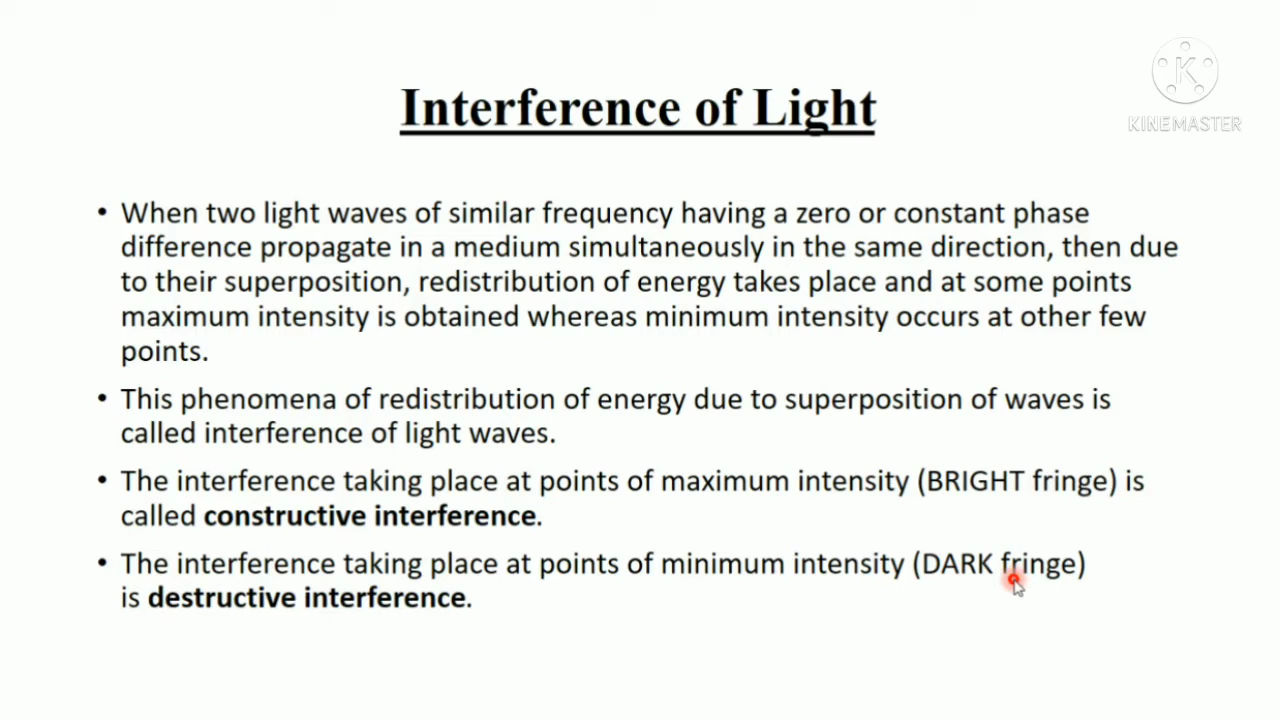 Interference of Light
K
KINEMASTER
• When two light waves of similar frequency having a zero or constant phase
difference propagate in a medium simultaneously in the same direction, then due
to their superposition, redistribution of energy takes place and at some points
maximum intensity is obtained whereas minimum intensity occurs at other few
points.
• This phenomena of redistribution of energy due to superposition of waves is
called interference of light waves.
• The interference taking place at points of maximum intensity (BRIGHT fringe) is
called constructive interference.
• The interference taking place at points of minimum intensity (DARK fringe)
is destructive interference.